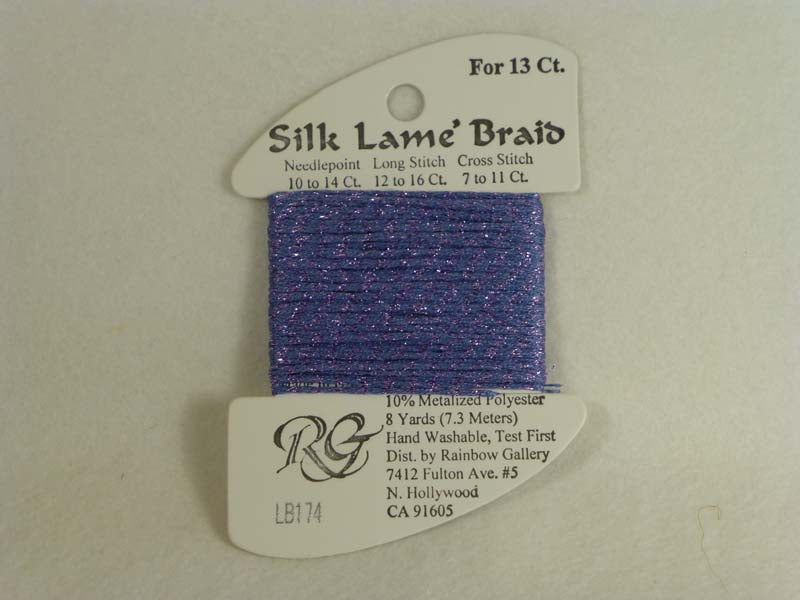 For 13 Ct.
Silk Lame' Braid
Needlepoint Long Stitch Cross Stitch
10 to 14 Ct. 12 to 16 Ct. 7 to 11 Ct.
10% Metalized Polyester
8 Yards (7.3 Meters)
Hand Washable, Test First
Dist. by Rainbow Gallery
7412 Fulton Ave. #5
N. Hollywood
CA 91605
RG
LB174